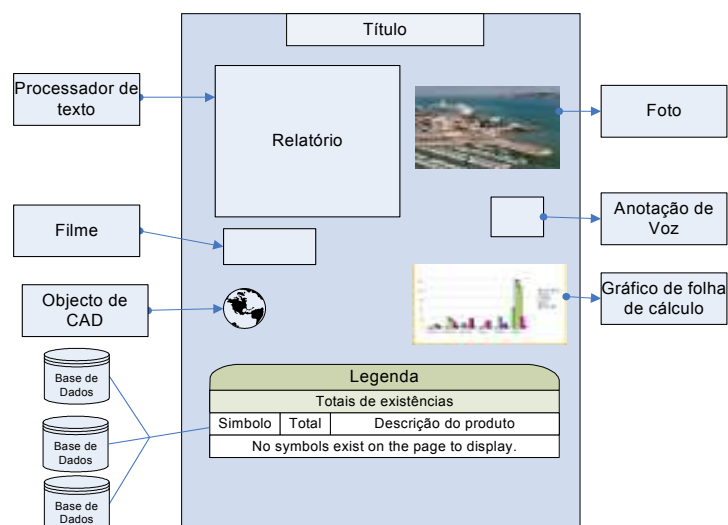 Título
Processador de
texto
Relatório
Foto
Anotação de
Voz
Filme
Objecto de
CAD
Gráfico de folha
de cálculo
Base de
Dados
Base de
Dados
Base de
Dados
Legenda
Totais de existências
Simbolo Total Descrição do produto
No symbols exist on the page to display.